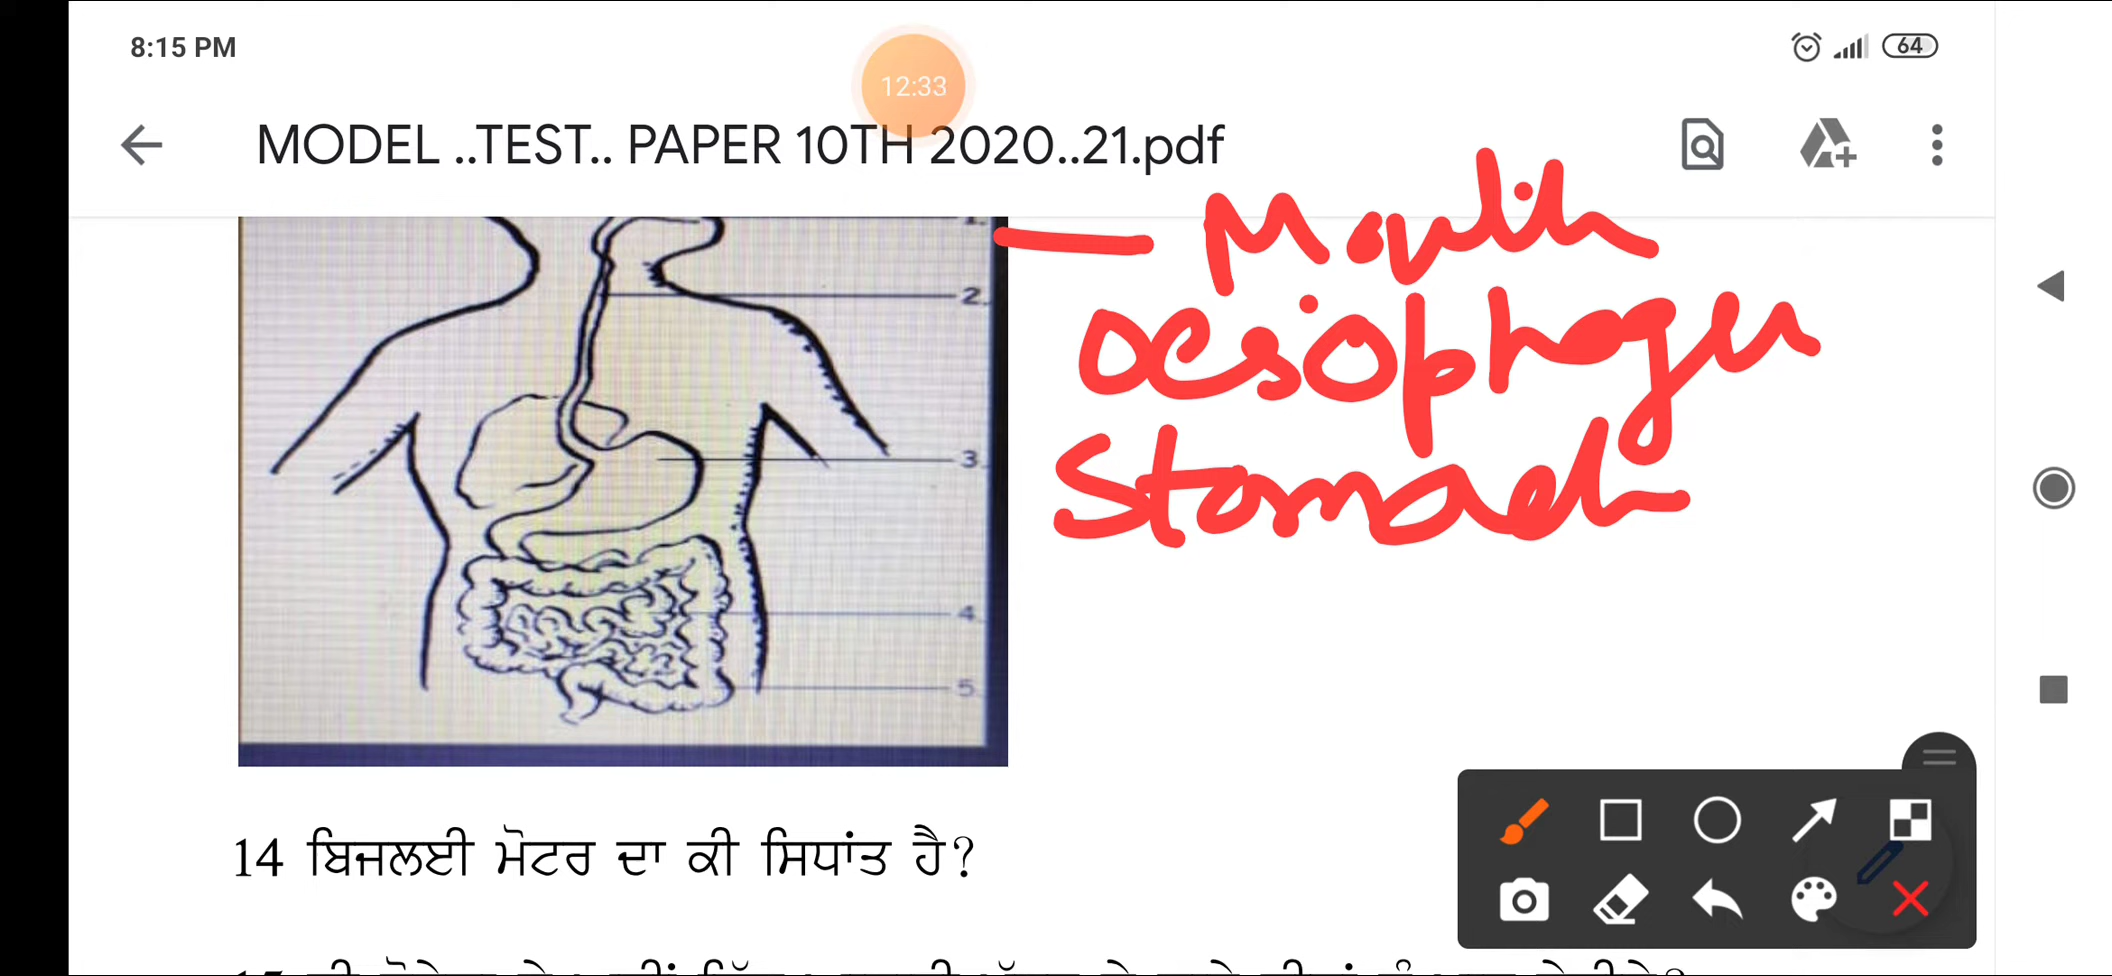 8:15 PM
12:33
64
MODEL ..TEST.. PAPER 10TH 2020..21.pdf
1.
Mouth
2.
Oesophagus
3.
Stomach
4.
5.
14 ਬਿਜਲਈ ਮੋਟਰ ਦਾ ਕੀ ਸਿਧਾਂਤ ਹੈ?